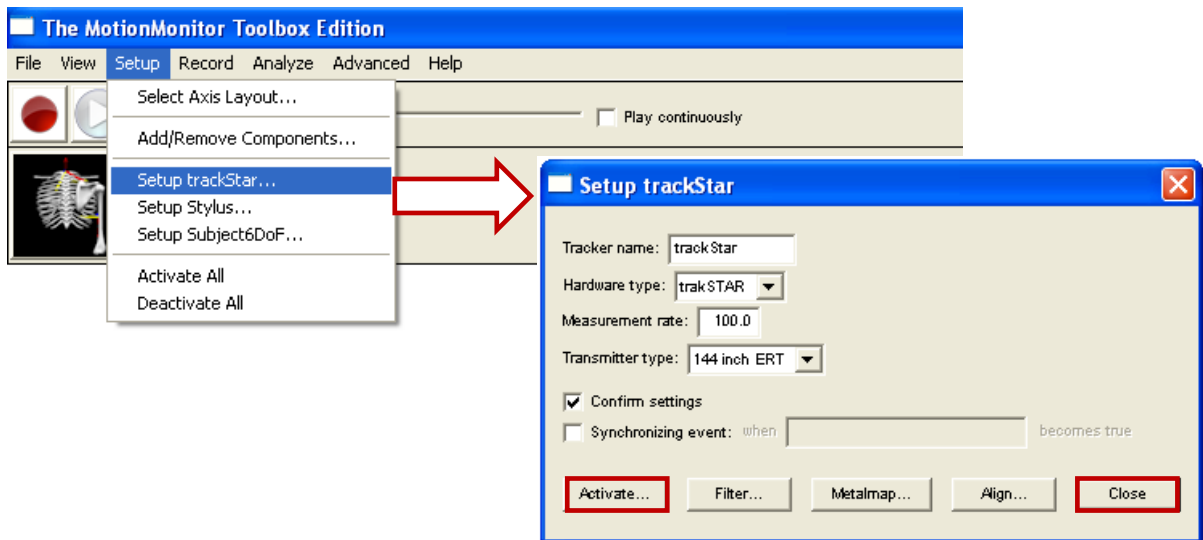 The MotionMonitor Toolbox Edition
File View Setup Record Analyze Advanced Help
Select Axis Layout...
Play continuously
Add/Remove Components...
Setup trackStar...
Setup Stylus...
Setup Subject6DoF...
Activate All
Deactivate All
Setup trackStar
Tracker name: trackStar
Hardware type: trakSTAR
Measurement rate: 100.0
Transmitter type: 144 inch ERT
Confirm settings
Synchronizing event: when becomes true
Activate... Filter... Metalmap... Align... Close